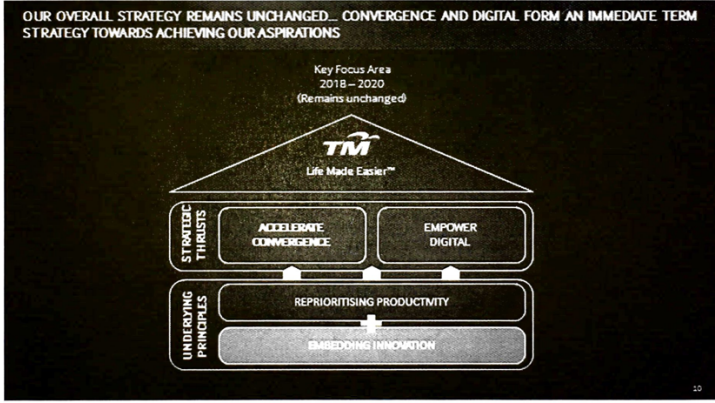 OUR OVERALL STRATEGY REMAINS UNCHANGED... CONVERGENCE AND DIGITAL FORM AN IMMEDIATE TERM
STRATEGY TOWARDS ACHIEVING OUR ASPIRATIONS
Key Focus Area
2018 – 2020
(Remains unchanged)
TM
Life Made Easier™
STRATEGIC
THRUSTS
ACCELERATE
CONVERGENCE
EMPOWER
DIGITAL
UNDERLYING
PRINCIPLES
REPRIORITISING PRODUCTIVITY
EMBEDDING INNOVATION
10